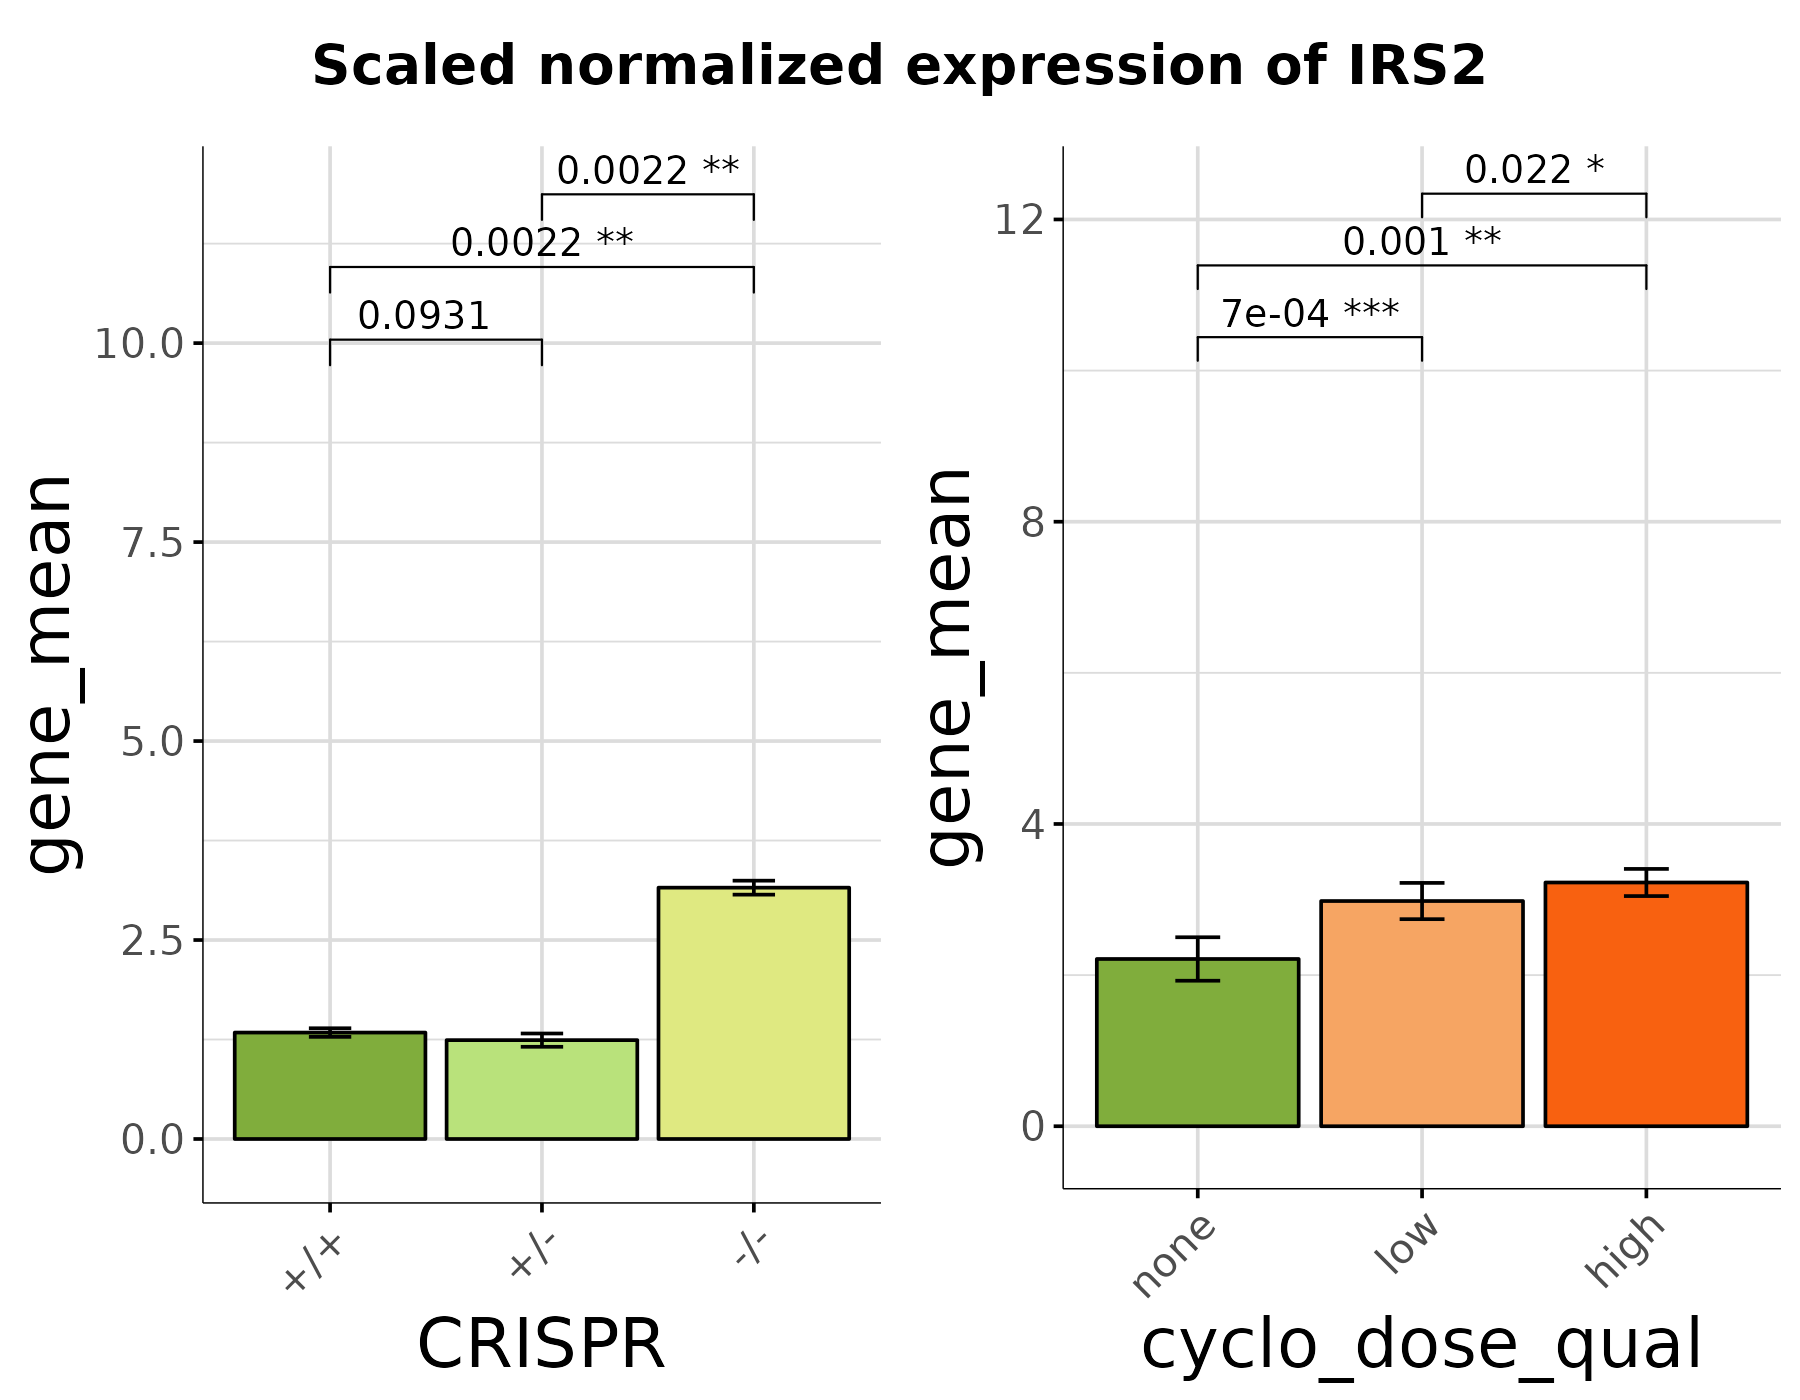 Scaled normalized expression of IRS2
gene_mean
0.0022 **
0.0022 **
0.0931
10.0
7.5
5.0
2.5
0.0
+/+
+/-
-/-
CRISPR
gene_mean
0.022 *
0.001 **
7e-04 ***
12
8
4
0
none
low
high
cyclo_dose_qual